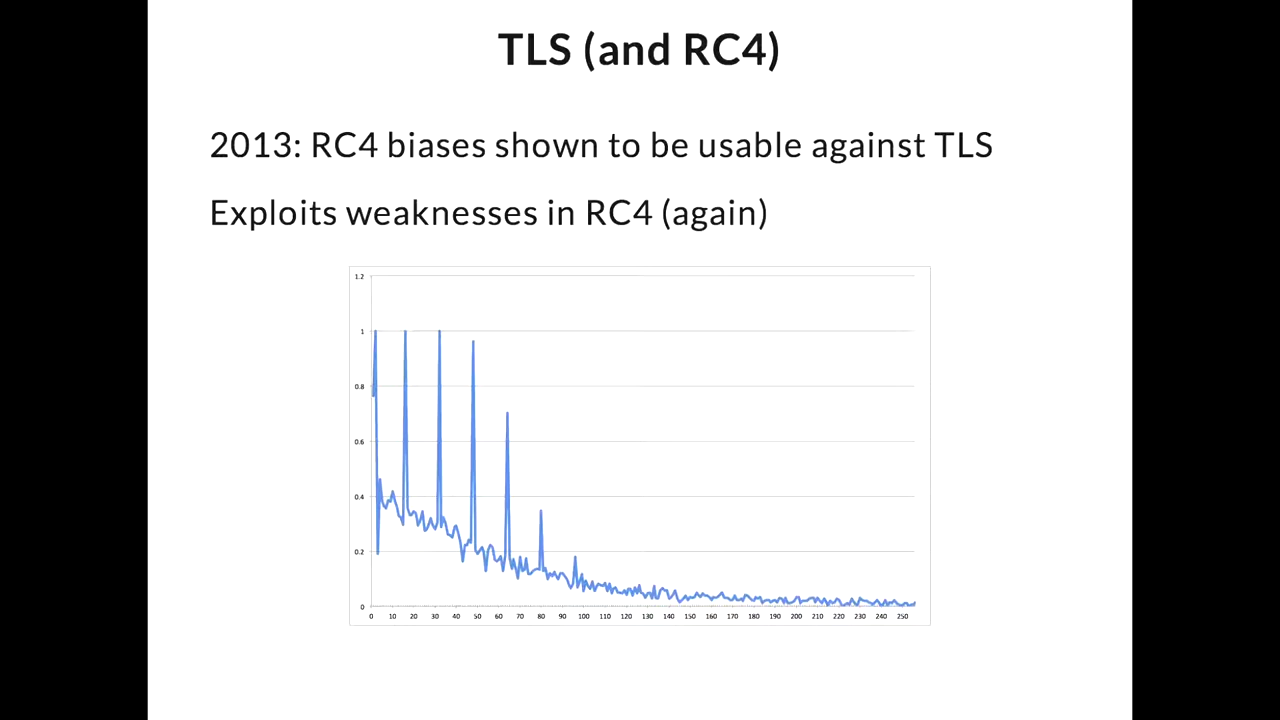 TLS (and RC4)
2013: RC4 biases shown to be usable against TLS
Exploits weaknesses in RC4 (again)
1.2
1
0.8
0.6
0.4
0.2
0
0 10 20 30 40 50 60 70 80 90 100 110 120 130 140 150 160 170 180 190 200 210 220 230 240 250